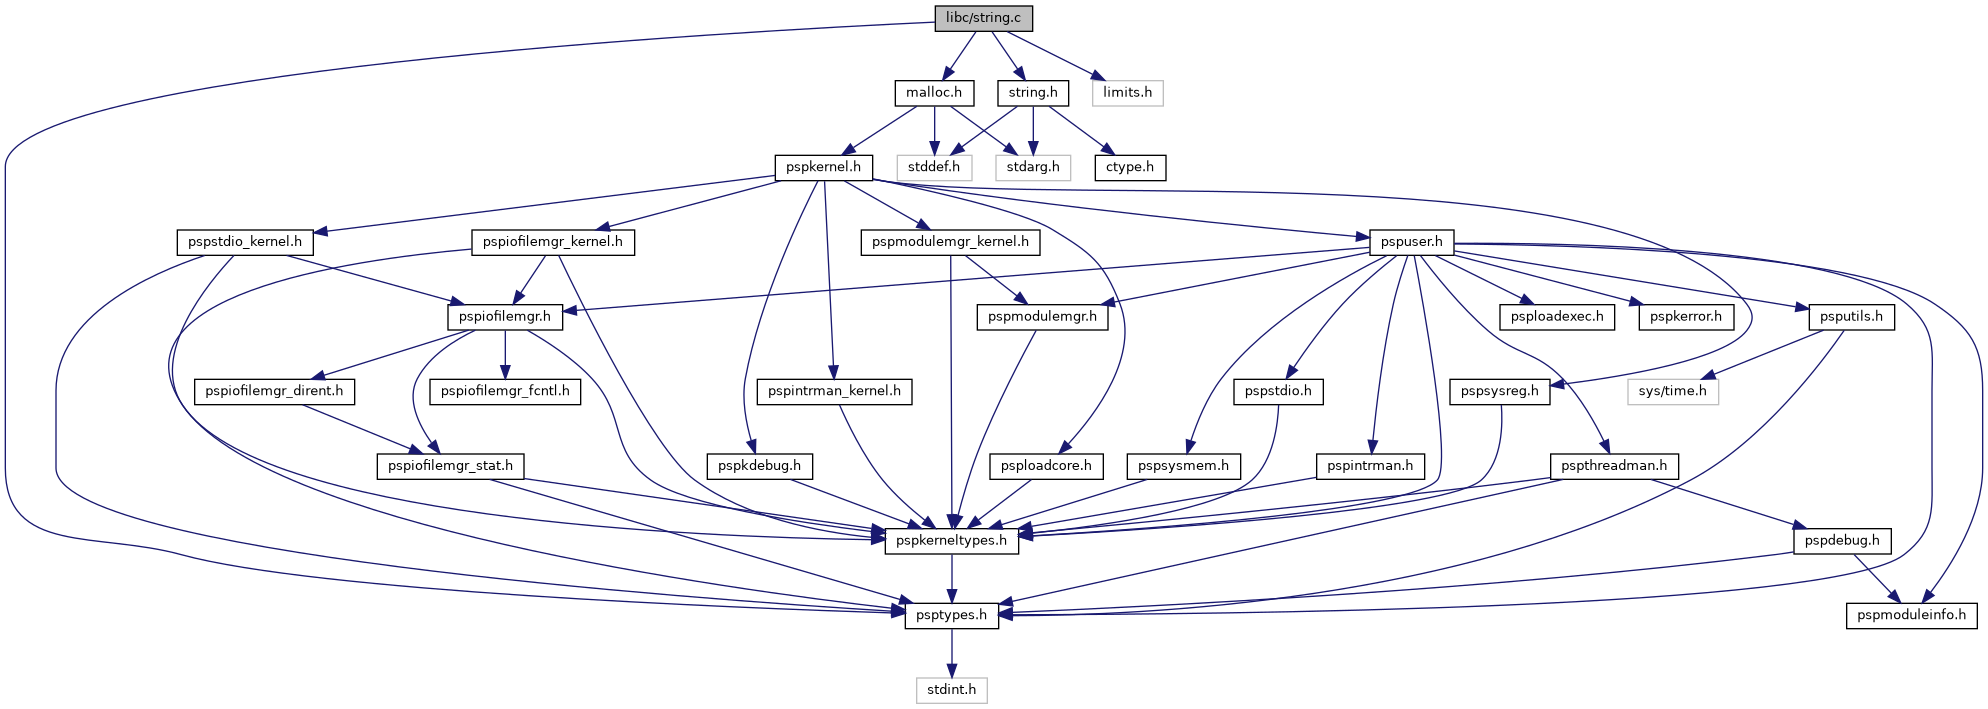 libc/string.c
malloc.h
string.h
limits.h
pspkernel.h
stddef.h
stdarg.h
ctype.h
pspstdio_kernel.h
pspiofilemgr_kernel.h
pspmodulemgr_kernel.h
pspuser.h
pspiofilemgr.h
pspmodulemgr.h
psploadexec.h
pspkerror.h
psputils.h
pspiofilemgr_dirent.h
pspiofilemgr_fcntl.h
pspintrman_kernel.h
pspstdio.h
pspsysreg.h
sys/time.h
pspiofilemgr_stat.h
pspkdebug.h
psploadcore.h
pspsysmem.h
pspintrman.h
pspthreadman.h
pspkerneltypes.h
pspdebug.h
psptypes.h
pspmoduleinfo.h
stdint.h